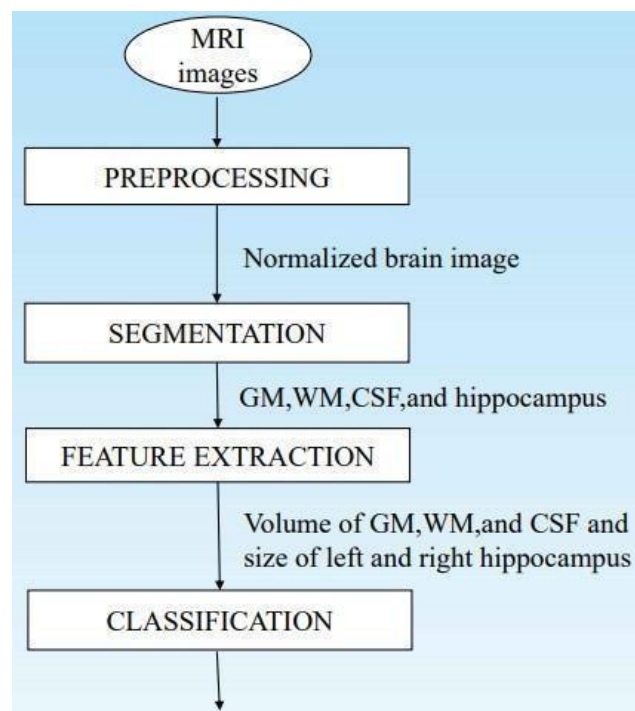 MRI
images
PREPROCESSING
Normalized brain image
SEGMENTATION
GM,WM,CSF,and hippocampus
FEATURE EXTRACTION
Volume of GM,WM,and CSF and
size of left and right hippocampus
CLASSIFICATION